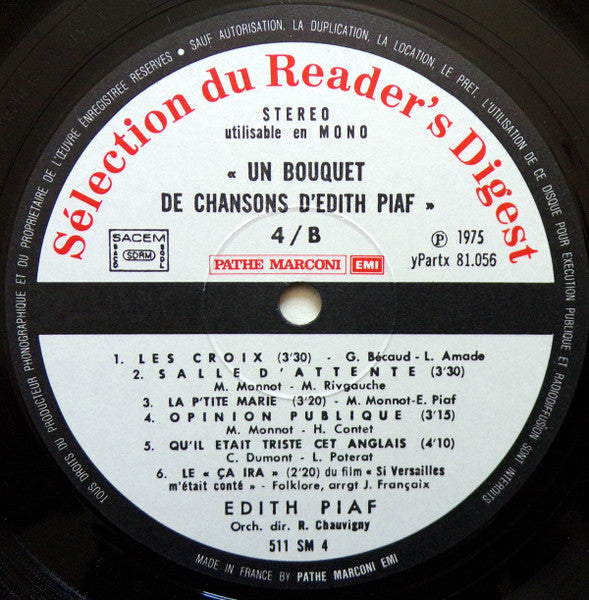 TOUS DROITS DU PRODUCTEUR PHONOGRAPHIQUE ET DU PROPRIETAIRE DE L'ŒUVRE ENREGISTREE RESERVES - SAUF AUTORISATION, LA DUPLICATION, LA LOCATION, LE PRET, L'UTILISATION DE CE DISQUE POUR EXECUTION PUBLIQUE ET RADIODIFFUSION SONT INTERDITS
Sélection du Reader's Digest
STEREO
utilisable en MONO
« UN BOUQUET
DE CHANSONS D'EDITH PIAF »
4/B
SACEM
SACD SDRM SGDL
PATHE MARCONI EMI
Ⓟ 1975
yPartx 81.056
1. LES CROIX (3'30) - G. Bécaud - L. Amade
2. SALLE D'ATTENTE (3'30)
M. Monnot - M. Rivgauche
3. LA P'TITE MARIE (3'20) - M. Monnot-E. Piaf
4. OPINION PUBLIQUE (3'15)
M. Monnot - H. Contet
5. QU'IL ETAIT TRISTE CET ANGLAIS (4'10)
C. Dumont - L. Poterat
6. LE « ÇA IRA » (2'20) du film « Si Versailles
m'était conté » - Folklore, arrgt J. Françaix
EDITH PIAF
Orch. dir. R. Chauvigny
511 SM 4
MADE IN FRANCE BY PATHE MARCONI EMI